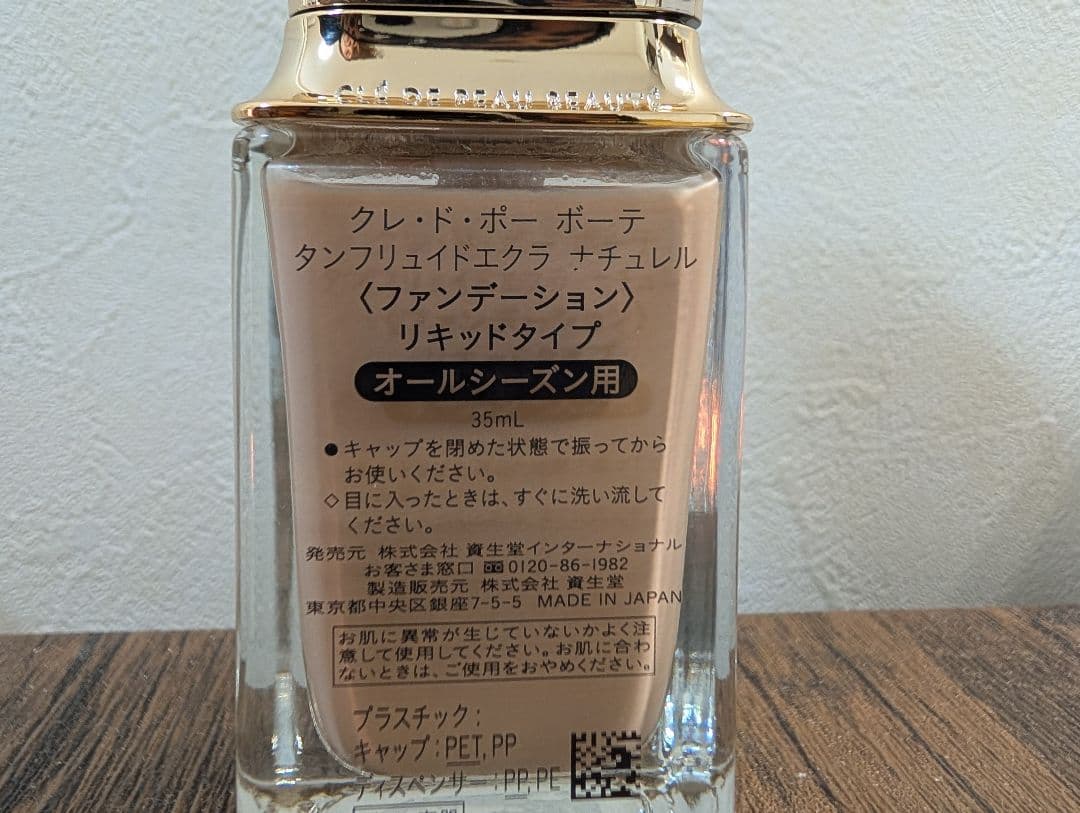 CLÉ DE PEAU BEAUTÉ
クレ・ド・ポー ボーテ
タンフリュイドエクラ ナチュレル
〈ファンデーション〉
リキッドタイプ
オールシーズン用
35mL
●キャップを閉めた状態で振ってから
お使いください。
◇目に入ったときは、すぐに洗い流して
ください。
発売元 株式会社 資生堂インターナショナル
お客さま窓口 0120-86-1982
製造販売元 株式会社 資生堂
東京都中央区銀座7-5-5 MADE IN JAPAN
お肌に異常が生じていないかよく注
意して使用してください。お肌に合わ
ないときは、ご使用をおやめください。
プラスチック:
キャップ:PET,PP
ディスペンサー:PP,PE